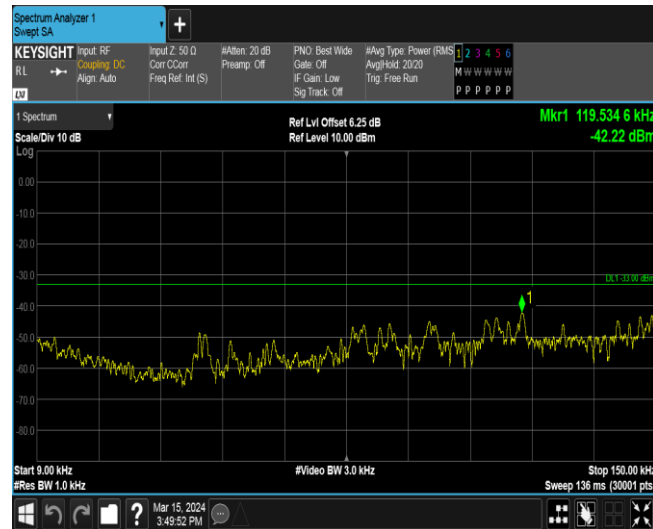 Spectrum Analyzer 1
Swept SA
+
KEYSIGHT
RL
LXI
Input: RF
Coupling: DC
Align: Auto
Input Z: 50 Ω
Corr CCorr
Freq Ref: Int (S)
#Atten: 20 dB
Preamp: Off
PNO: Best Wide
Gate: Off
IF Gain: Low
Sig Track: Off
#Avg Type: Power (RMS
Avg|Hold: 20/20
Trig: Free Run
1 2 3 4 5 6
M W W W W W
P P P P P P
1 Spectrum
Scale/Div 10 dB
Log
Ref Lvl Offset 6.25 dB
Ref Level 10.00 dBm
Mkr1 119.534 6 kHz
-42.22 dBm
0.00
-10.0
-20.0
-30.0
-40.0
-50.0
-60.0
-70.0
-80.0
DL1 -33.00 dBm
1
Start 9.00 kHz
#Res BW 1.0 kHz
#Video BW 3.0 kHz
Stop 150.00 kHz
Sweep 136 ms (30001 pts
?
Mar 15, 2024
3:49:52 PM